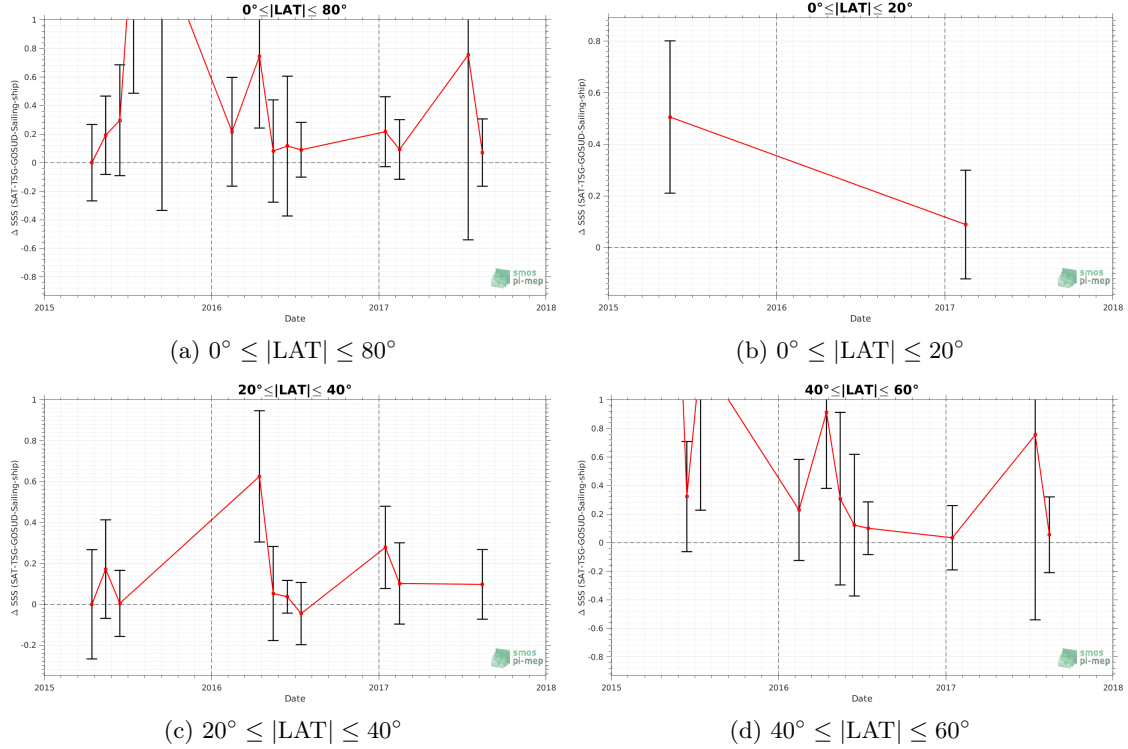 0°≤|LAT|≤ 80°
1
0.8
0.6
0.4
0.2
0
-0.2
-0.4
-0.6
-0.8
Δ SSS (SAT-TSG-GOSUD-Sailing-ship)
2015
2016
2017
2018
Date
smos
pi-mep
(a) 0° ≤ |LAT| ≤ 80°
0°≤|LAT|≤ 20°
0.8
0.6
0.4
0.2
0
Δ SSS (SAT-TSG-GOSUD-Sailing-ship)
2015
2016
2017
2018
Date
smos
pi-mep
(b) 0° ≤ |LAT| ≤ 20°
20°≤|LAT|≤ 40°
1
0.8
0.6
0.4
0.2
0
-0.2
Δ SSS (SAT-TSG-GOSUD-Sailing-ship)
2015
2016
2017
2018
Date
smos
pi-mep
(c) 20° ≤ |LAT| ≤ 40°
40°≤|LAT|≤ 60°
1
0.8
0.6
0.4
0.2
0
-0.2
-0.4
-0.6
-0.8
Δ SSS (SAT-TSG-GOSUD-Sailing-ship)
2015
2016
2017
2018
Date
smos
pi-mep
(d) 40° ≤ |LAT| ≤ 60°